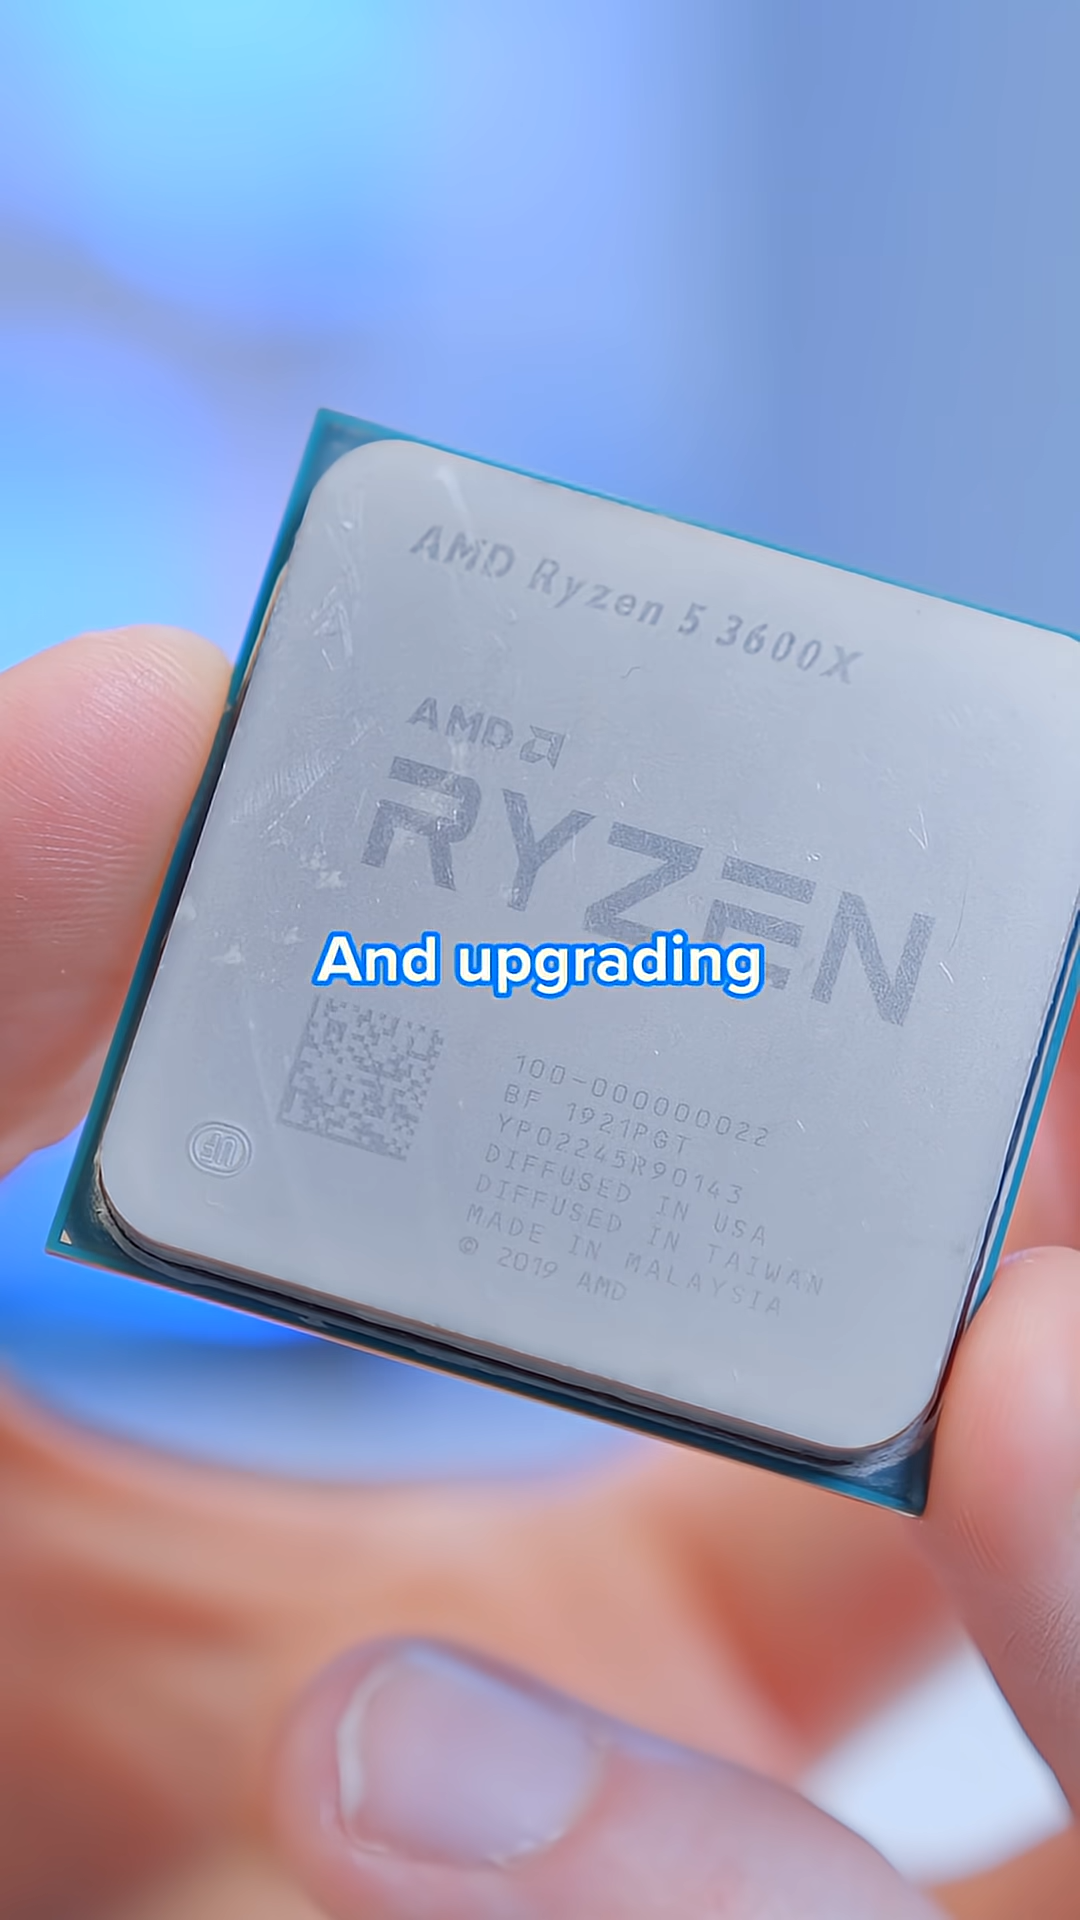 AMD Ryzen 5 3600X
AMD
RYZEN
And upgrading
100-000000022
BF 1921PGT
YP02245R90143
DIFFUSED IN USA
DIFFUSED IN TAIWAN
MADE IN MALAYSIA
© 2019 AMD